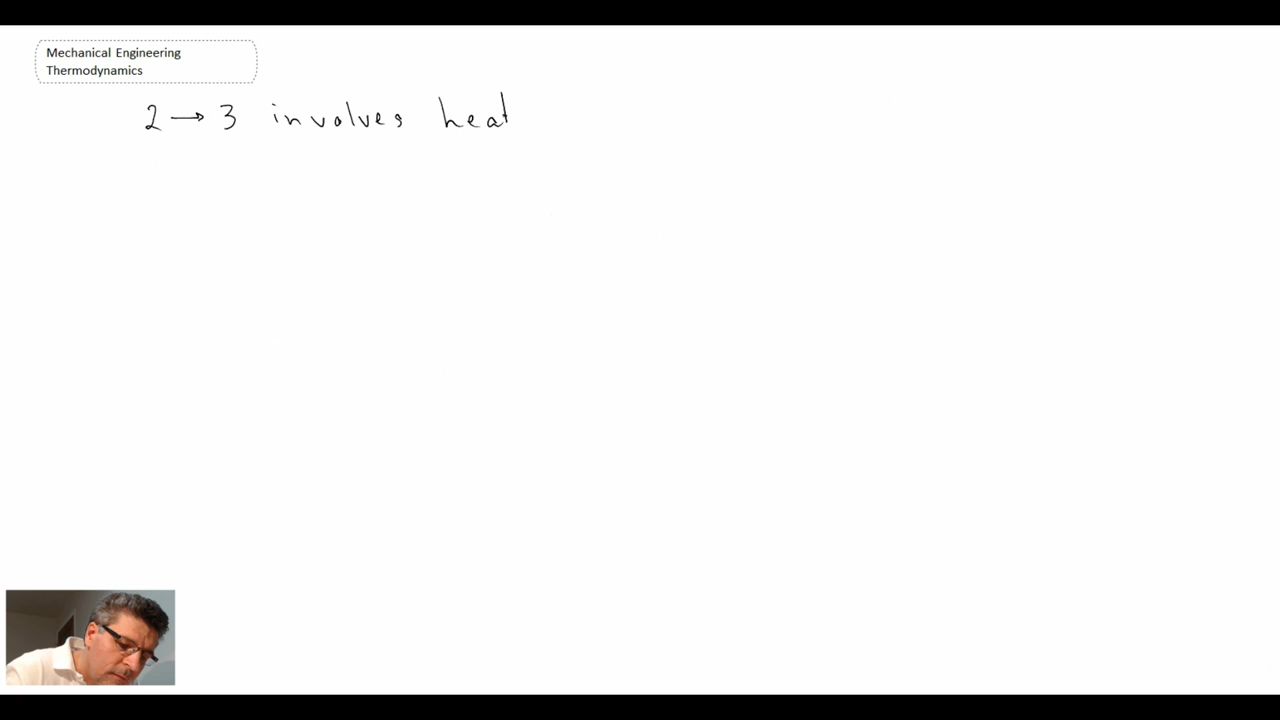 Mechanical Engineering
Thermodynamics
2 → 3 involves heat